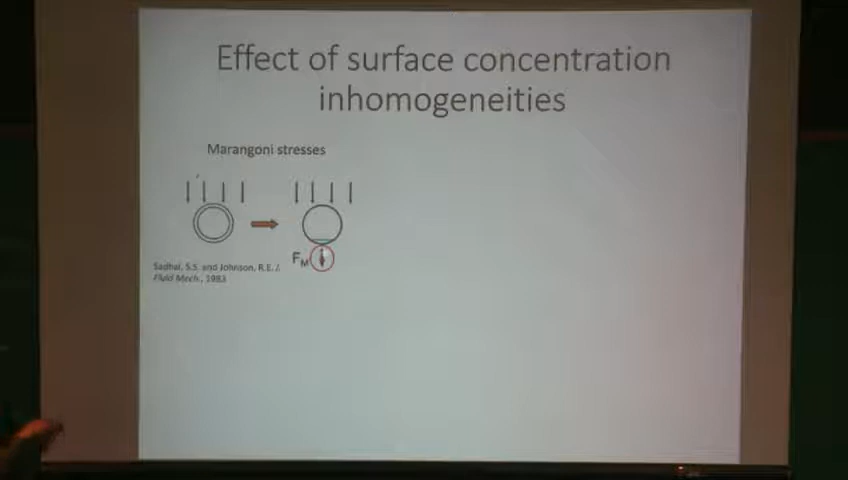 Effect of surface concentration
inhomogeneities
Marangoni stresses
F_M
Sadhal, S.S. and Johnson, R.E. J.
Fluid Mech., 1983